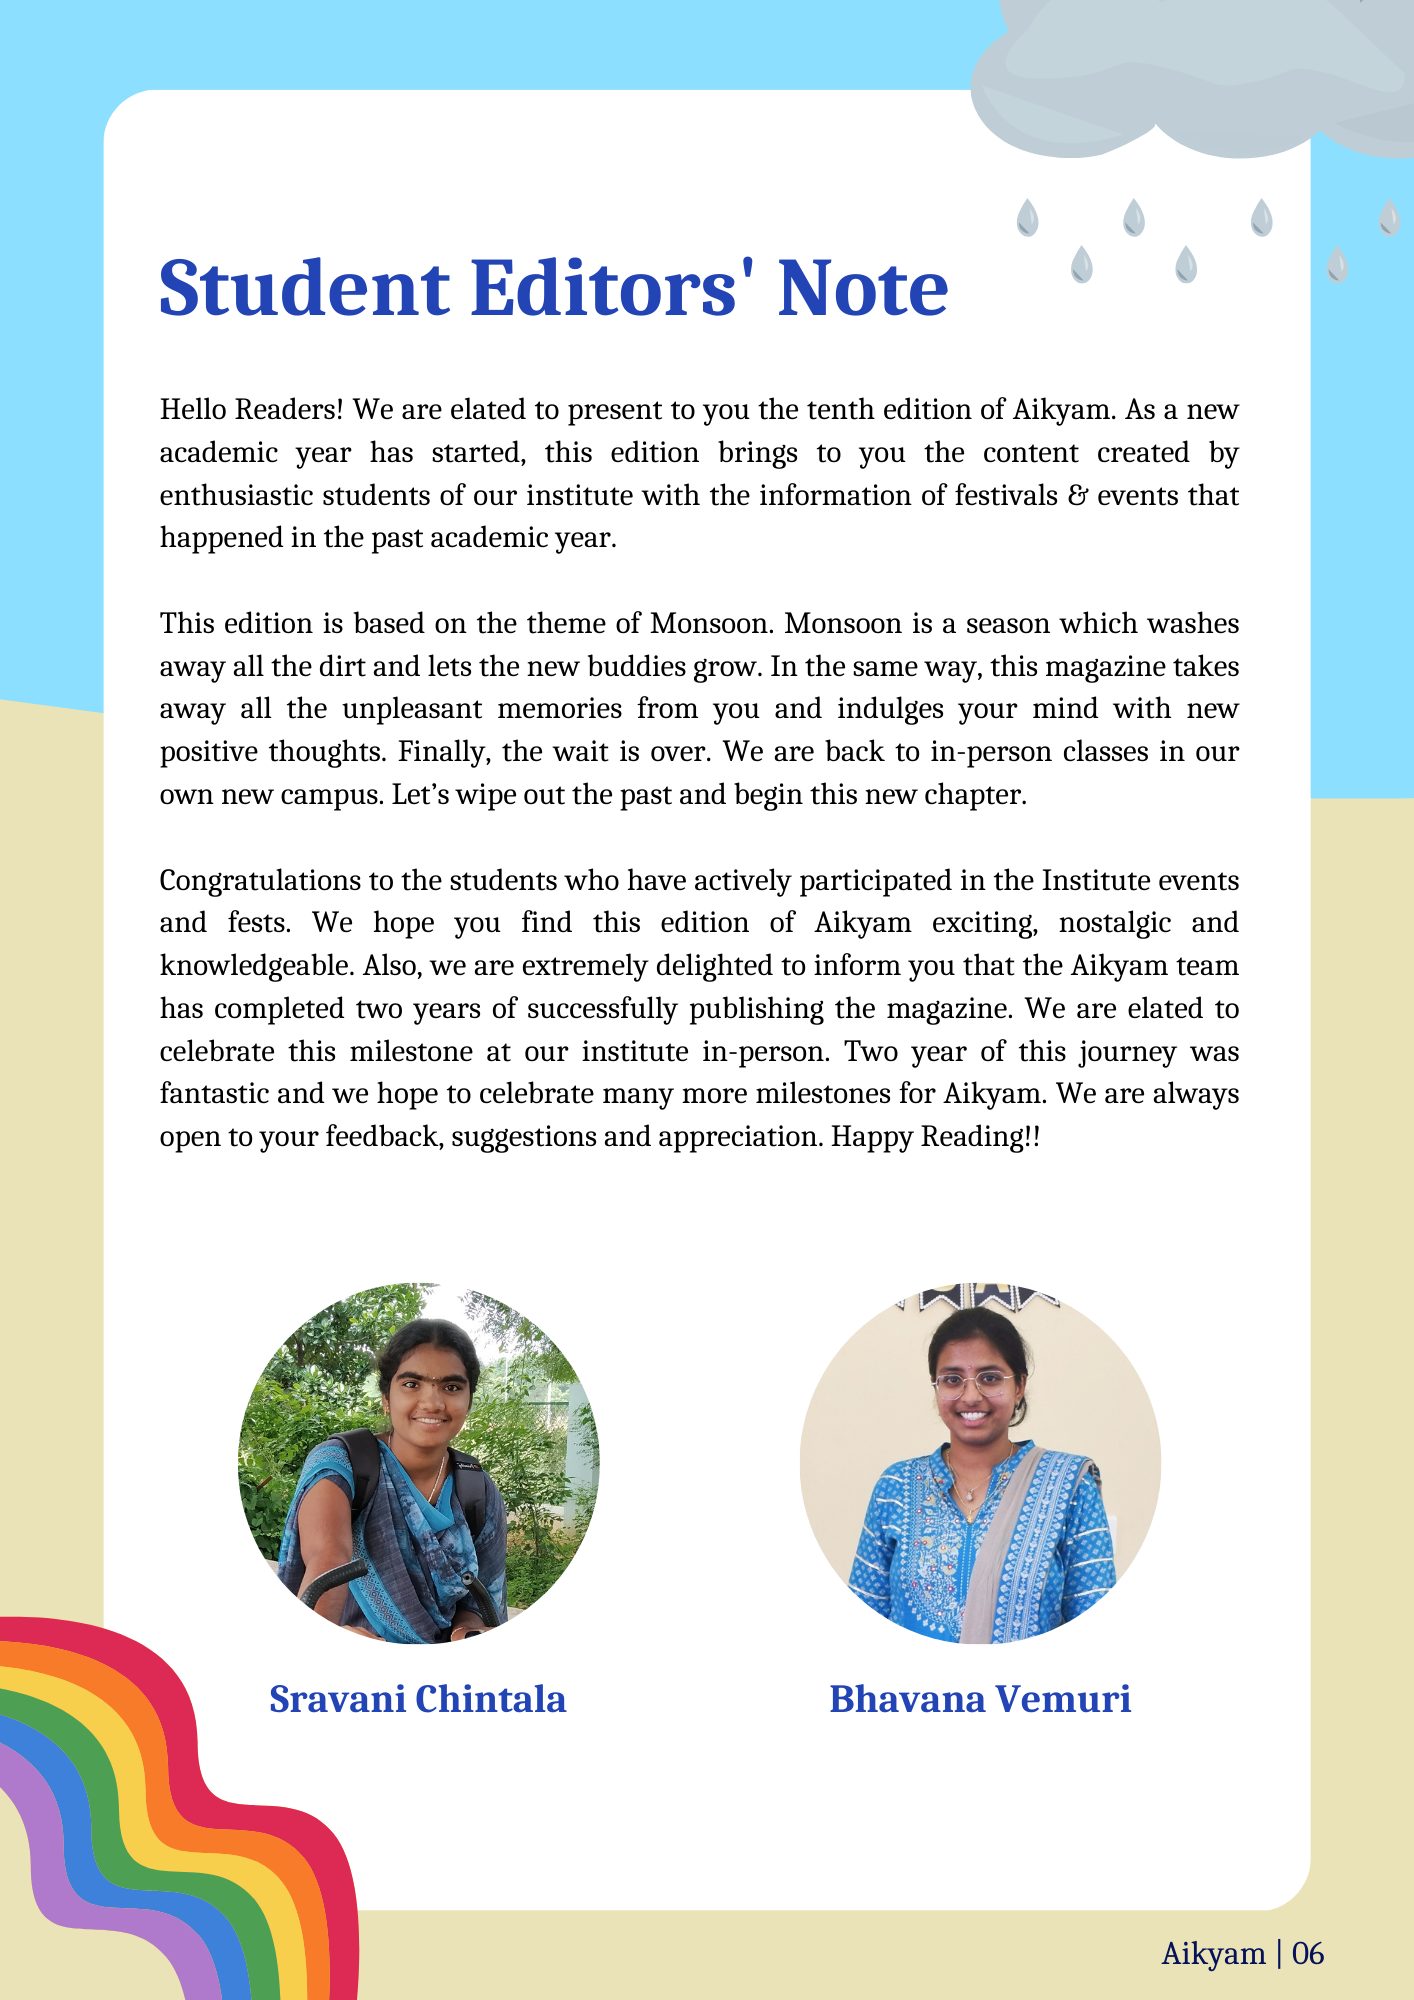 Student Editors' Note
Hello Readers! We are elated to present to you the tenth edition of Aikyam. As a new
academic year has started, this edition brings to you the content created by
enthusiastic students of our institute with the information of festivals & events that
happened in the past academic year.
This edition is based on the theme of Monsoon. Monsoon is a season which washes
away all the dirt and lets the new buddies grow. In the same way, this magazine takes
away all the unpleasant memories from you and indulges your mind with new
positive thoughts. Finally, the wait is over. We are back to in-person classes in our
own new campus. Let’s wipe out the past and begin this new chapter.
Congratulations to the students who have actively participated in the Institute events
and fests. We hope you find this edition of Aikyam exciting, nostalgic and
knowledgeable. Also, we are extremely delighted to inform you that the Aikyam team
has completed two years of successfully publishing the magazine. We are elated to
celebrate this milestone at our institute in-person. Two year of this journey was
fantastic and we hope to celebrate many more milestones for Aikyam. We are always
open to your feedback, suggestions and appreciation. Happy Reading!!
Sravani Chintala
Bhavana Vemuri
Aikyam | 06